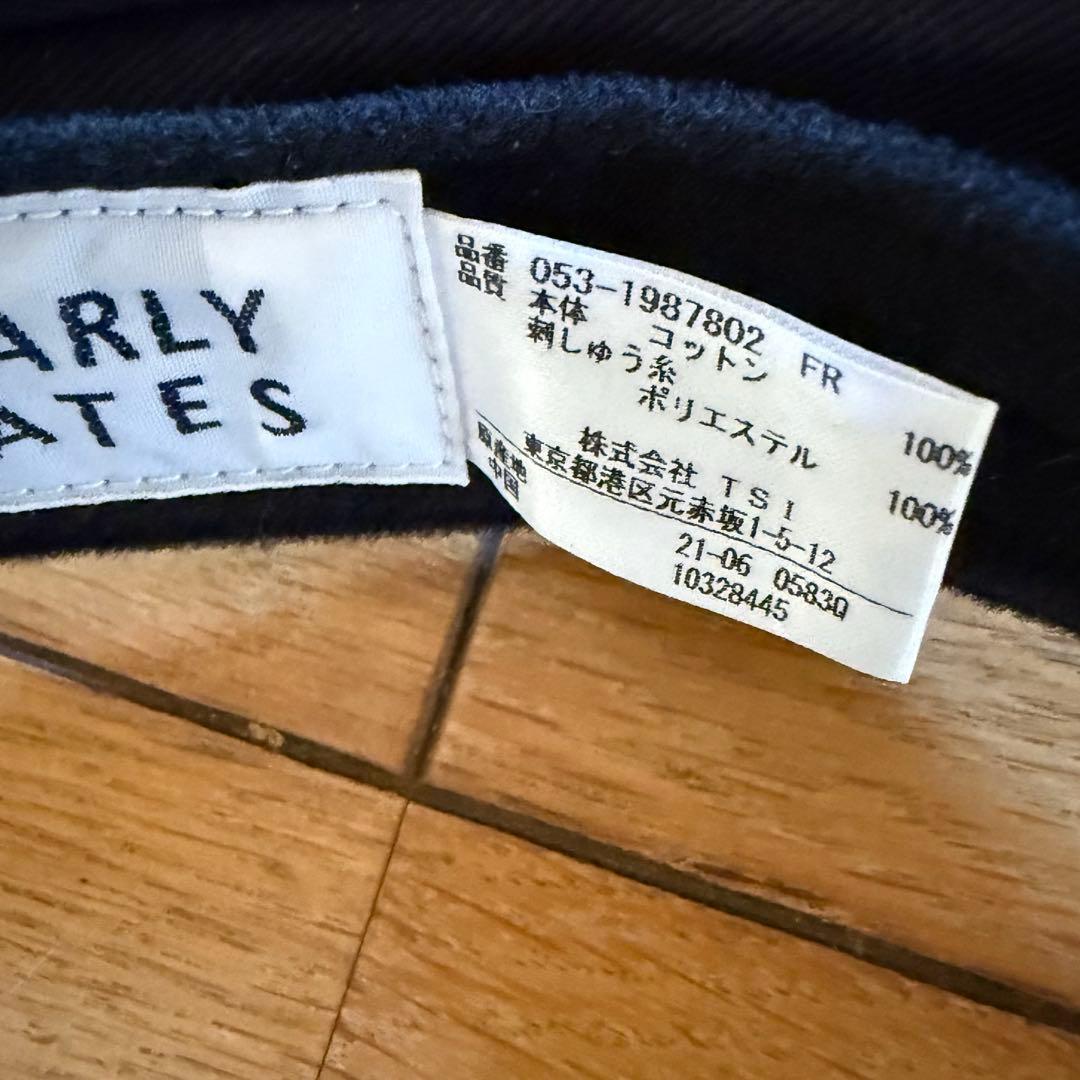 ARLY
ATES
品番 053-1987802 FR
品質 本体 コットン 100%
刺しゅう糸
ポリエステル 100%
株式会社 TSI
東京都港区元赤坂1-5-12
原産地
中国
21-06 0583Q
10328445